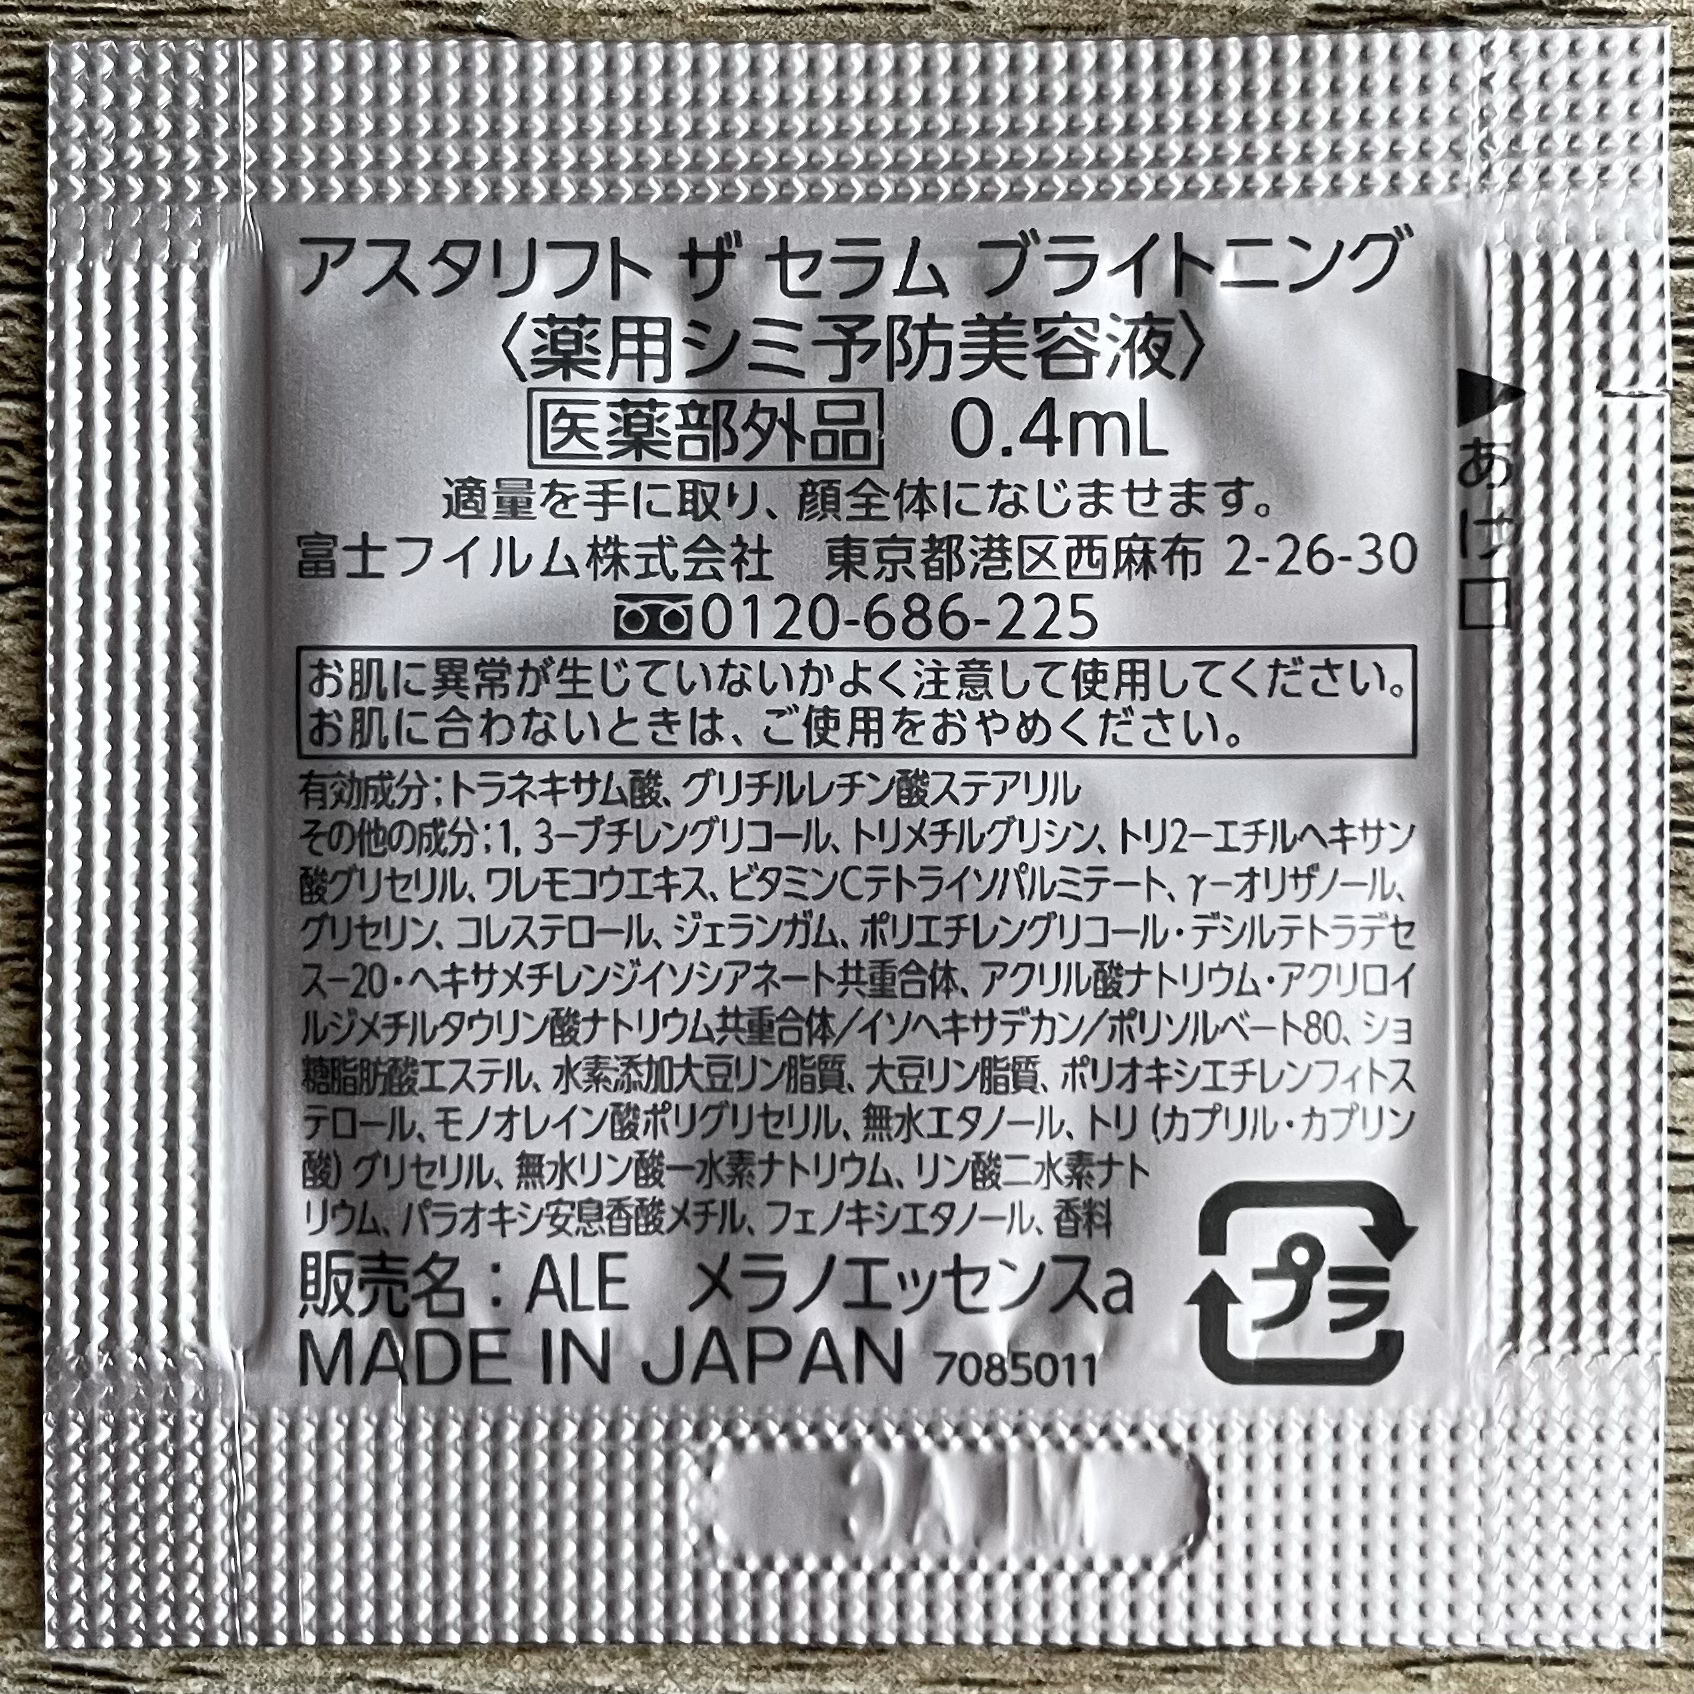 アスタリフト ザ セラム ブライトニング
〈薬用シミ予防美容液〉
医薬部外品 0.4mL
適量を手に取り、顔全体になじませます。
富士フイルム株式会社 東京都港区西麻布 2-26-30
0120-686-225
お肌に異常が生じていないかよく注意して使用してください。
お肌に合わないときは、ご使用をおやめください。
有効成分;トラネキサム酸、グリチルレチン酸ステアリル
その他の成分;1, 3-ブチレングリコール、トリメチルグリシン、トリ2-エチルヘキサン
酸グリセリル、ワレモコウエキス、ビタミンCテトライソパルミテート、γ-オリザノール、
グリセリン、コレステロール、ジェランガム、ポリエチレングリコール・デシルテトラデセ
ス-20・ヘキサメチレンジイソシアネート共重合体、アクリル酸ナトリウム・アクリロイ
ルジメチルタウリン酸ナトリウム共重合体/イソヘキサデカン/ポリソルベート80、ショ
糖脂肪酸エステル、水素添加大豆リン脂質、大豆リン脂質、ポリオキシエチレンフィトス
テロール、モノオレイン酸ポリグリセリル、無水エタノール、トリ (カプリル・カプリン
酸) グリセリル、無水リン酸一水素ナトリウム、リン酸二水素ナト
リウム、パラオキシ安息香酸メチル、フェノキシエタノール、香料
販売名：ALE メラノエッセンスa
MADE IN JAPAN 7085011
プラ
▶あけ口